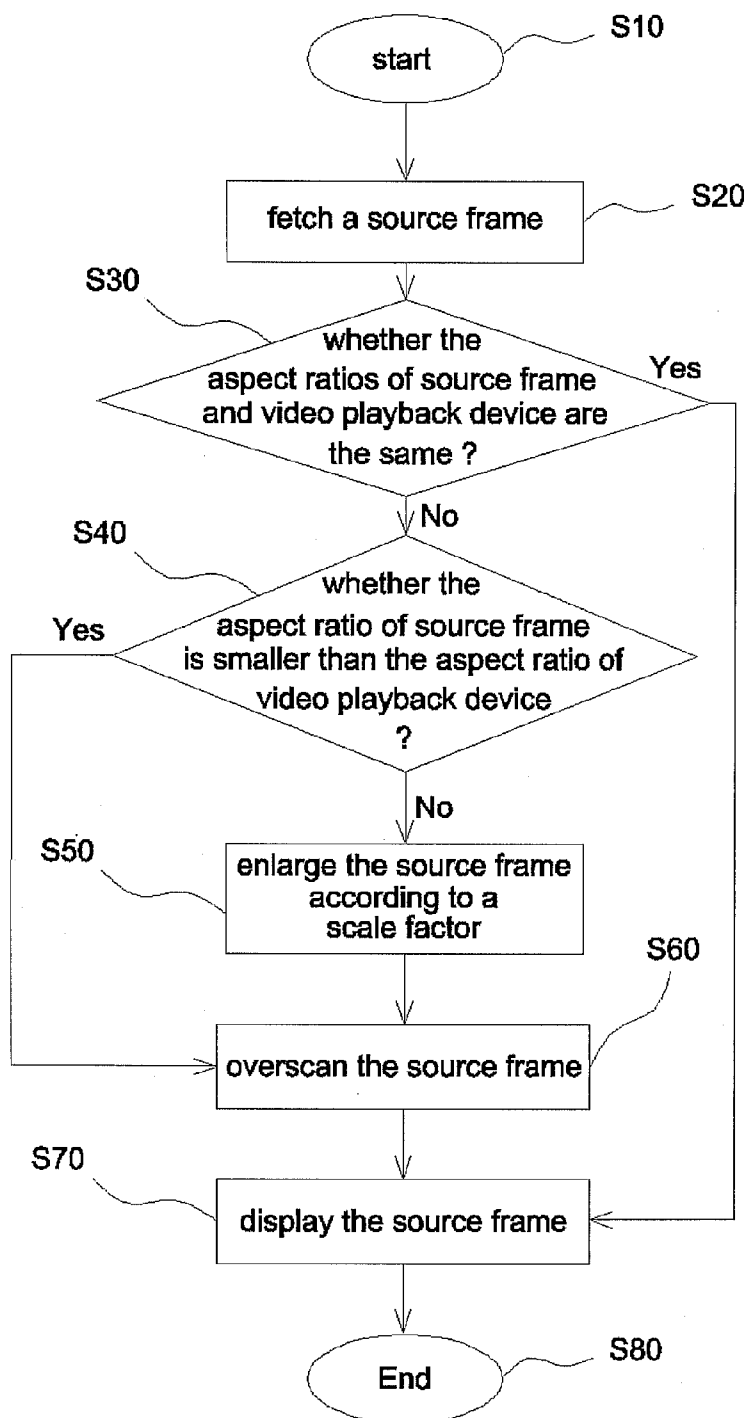 start
S10
fetch a source frame
S20
S30
whether the
aspect ratios of source frame
and video playback device are
the same ?
Yes
No
S40
whether the
aspect ratio of source frame
is smaller than the aspect ratio of
video playback device
?
Yes
No
S50
enlarge the source frame
according to a
scale factor
S60
overscan the source frame
S70
display the source frame
End
S80